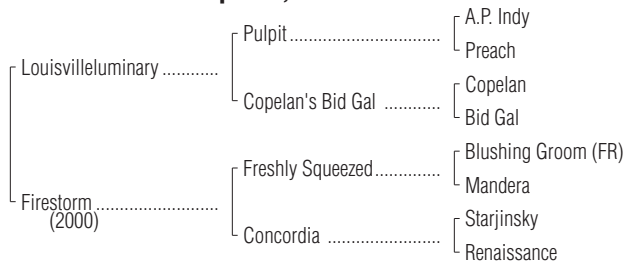 A.P. Indy
Pulpit ................................
Preach
Louisvilleluminary ............
Copelan
Copelan's Bid Gal ............
Bid Gal
Blushing Groom (FR)
Freshly Squeezed..............
Mandera
Firestorm ..........................
(2000)
Starjinsky
Concordia ........................
Renaissance